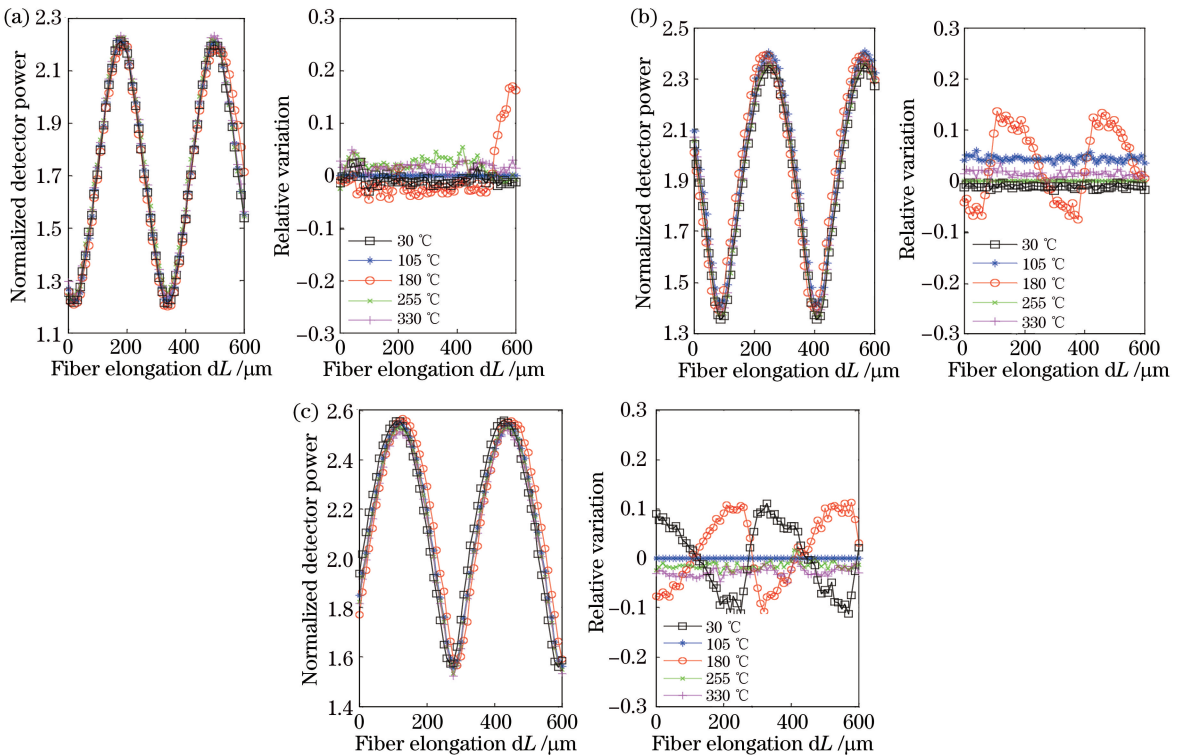 (a)
2.3
2.1
1.9
1.7
1.5
1.3
1.1
Normalized detector power
0 200 400 600
Fiber elongation dL /μm
0.3
0.2
0.1
0
−0.1
−0.2
−0.3
Relative variation
30 ℃
105 ℃
180 ℃
255 ℃
330 ℃
0 200 400 600
Fiber elongation dL /μm
(b)
2.5
2.3
2.1
1.9
1.7
1.5
1.3
Normalized detector power
0 200 400 600
Fiber elongation dL /μm
0.3
0.2
0.1
0
−0.1
−0.2
−0.3
Relative variation
30 ℃
105 ℃
180 ℃
255 ℃
330 ℃
0 200 400 600
Fiber elongation dL /μm
(c)
2.6
2.4
2.2
2.0
1.8
1.6
1.4
Normalized detector power
0 200 400 600
Fiber elongation dL /μm
0.3
0.2
0.1
0
−0.1
−0.2
−0.3
Relative variation
30 ℃
105 ℃
180 ℃
255 ℃
330 ℃
0 200 400 600
Fiber elongation dL /μm